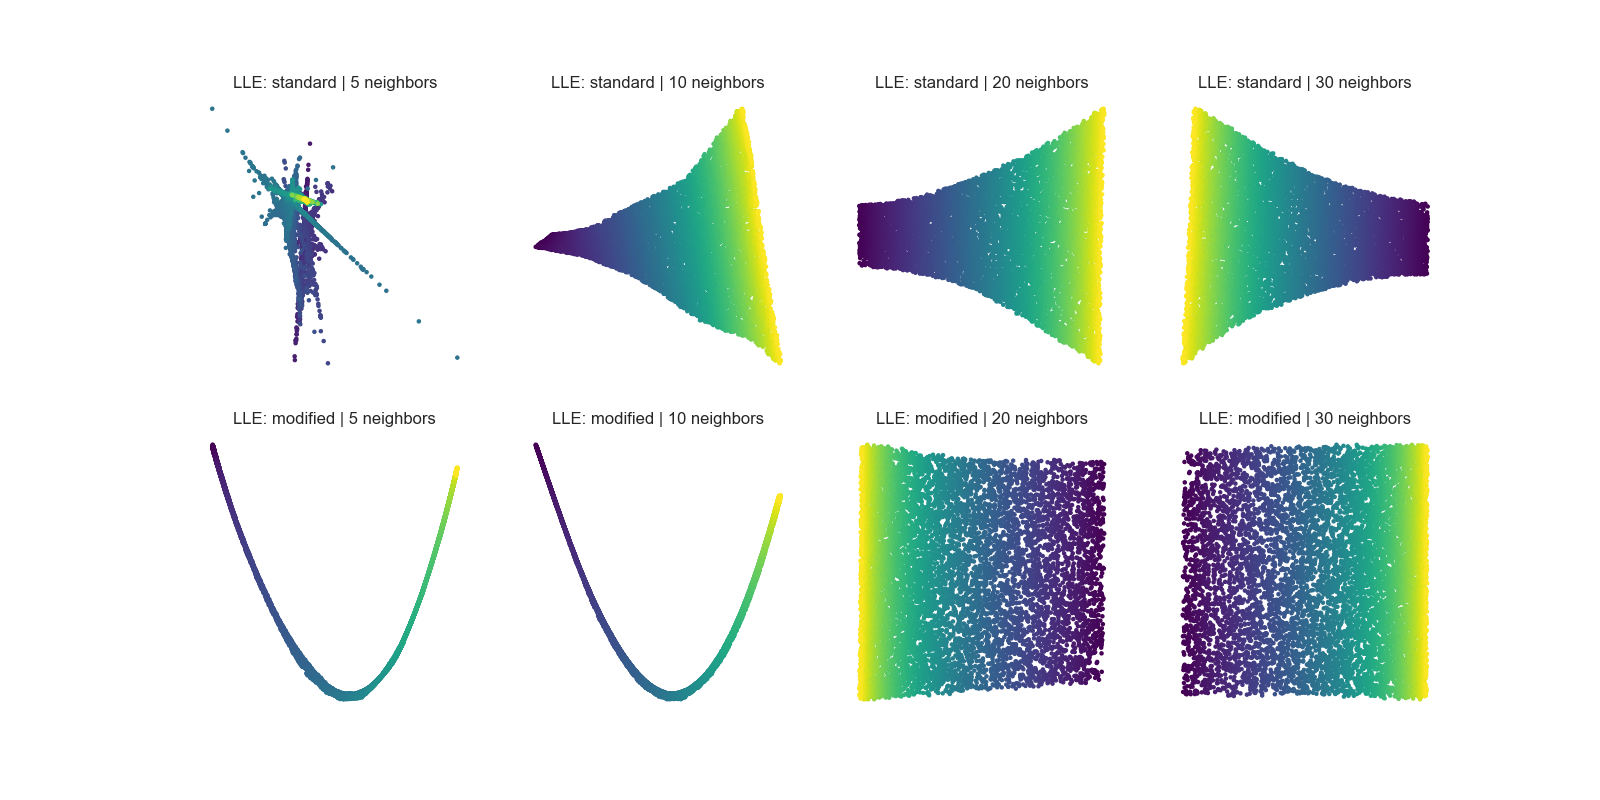 LLE: standard | 5 neighbors
LLE: standard | 10 neighbors
LLE: standard | 20 neighbors
LLE: standard | 30 neighbors
LLE: modified | 5 neighbors
LLE: modified | 10 neighbors
LLE: modified | 20 neighbors
LLE: modified | 30 neighbors